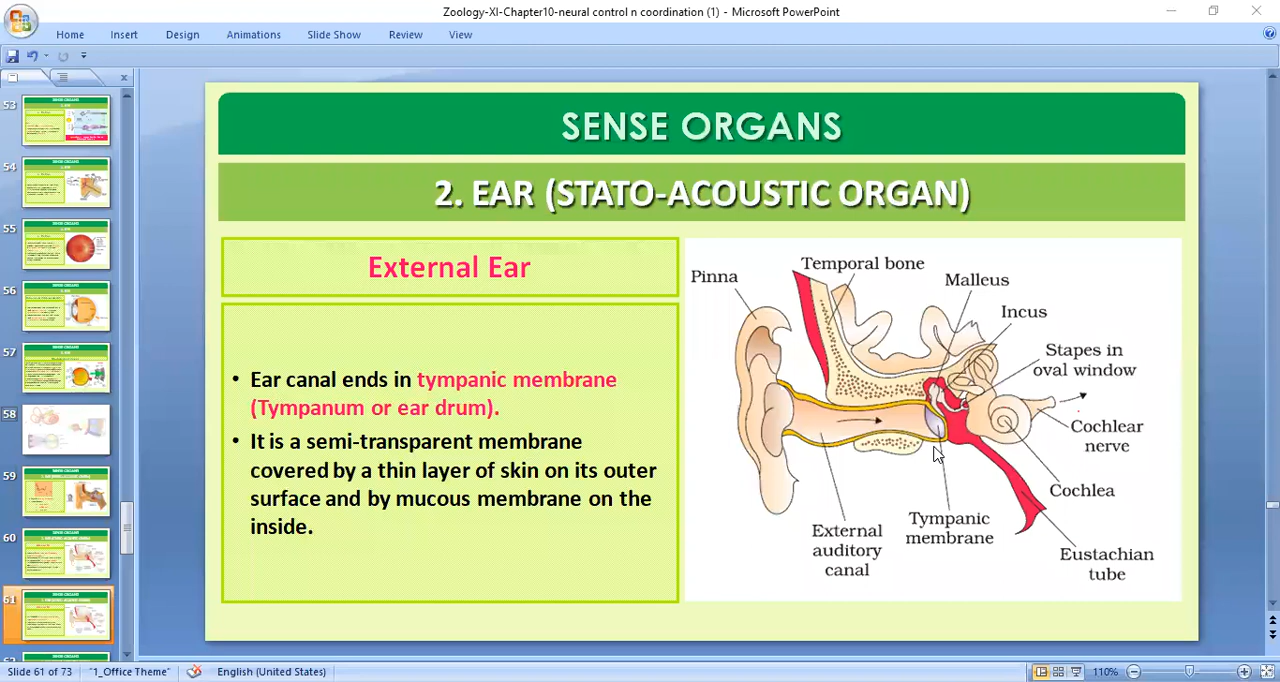 Zoology-XI-Chapter10-neural control n coordination (1) - Microsoft PowerPoint
Home Insert Design Animations Slide Show Review View
53
54
55
56
57
58
59
60
61
SENSE ORGANS
2. EAR (STATO-ACOUSTIC ORGAN)
External Ear
• Ear canal ends in tympanic membrane
(Tympanum or ear drum).
• It is a semi-transparent membrane
covered by a thin layer of skin on its outer
surface and by mucous membrane on the
inside.
Pinna
Temporal bone
Malleus
Incus
Stapes in
oval window
Cochlear
nerve
Cochlea
Eustachian
tube
Tympanic
membrane
External
auditory
canal
Slide 61 of 73 "1_Office Theme" English (United States) 110%